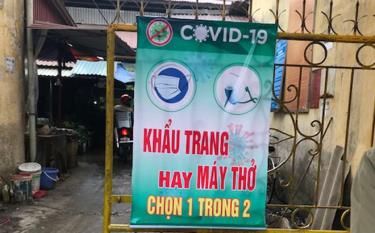 COVID-19
KHẨU TRANG
HAY MÁY THỞ
CHỌN 1 TRONG 2